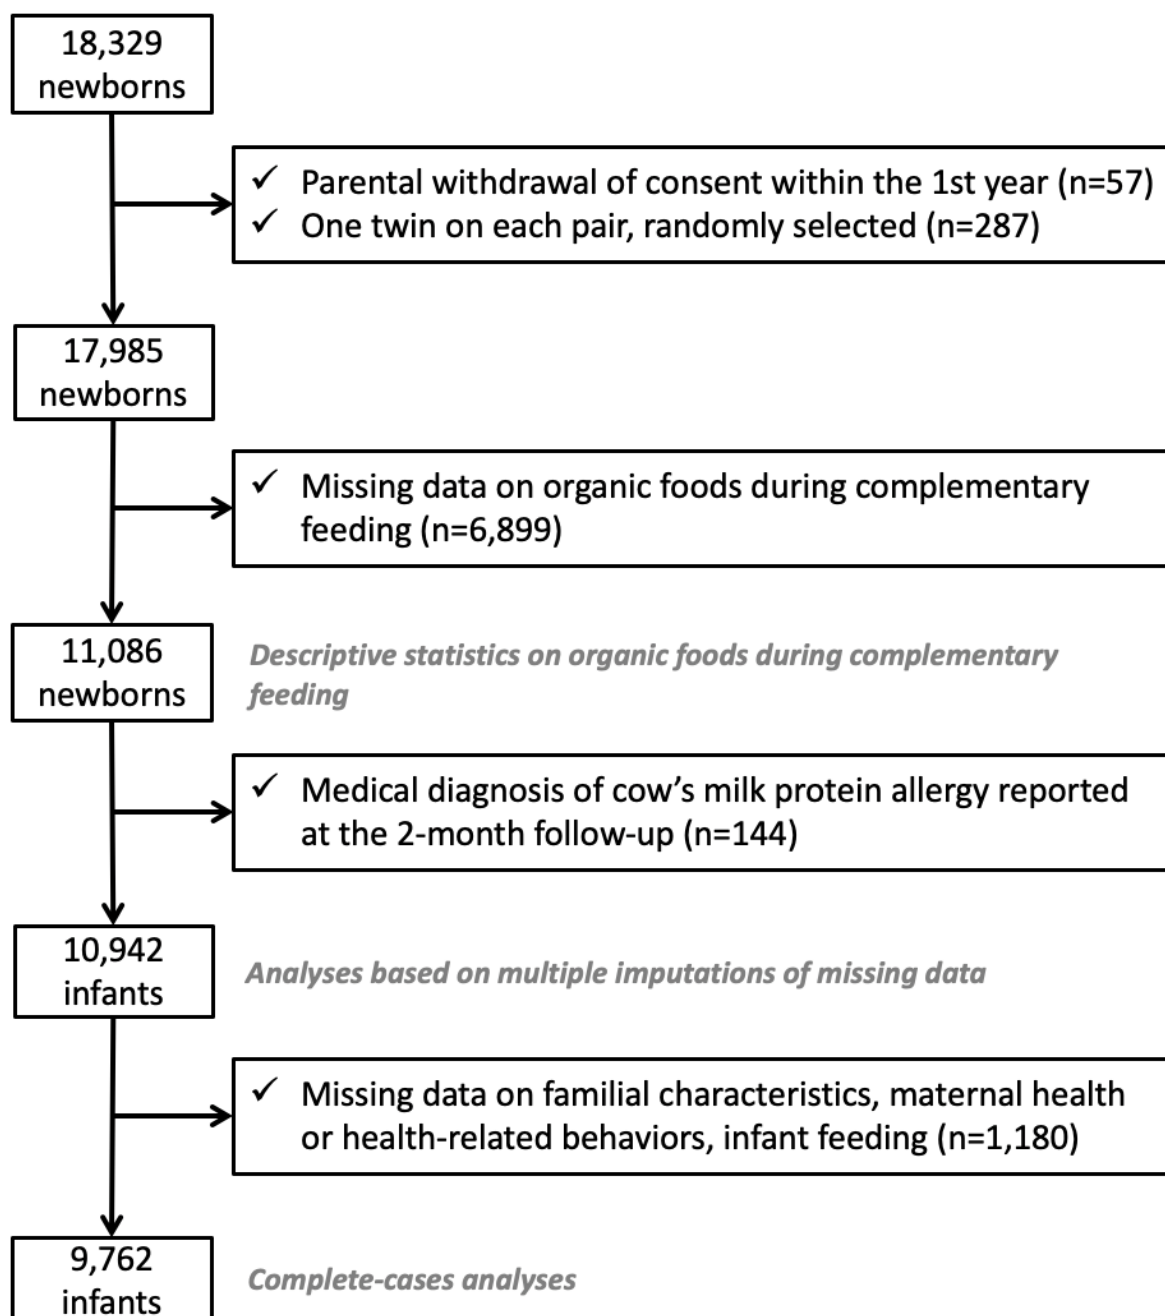 18,329
newborns
✓ Parental withdrawal of consent within the 1st year (n=57)
✓ One twin on each pair, randomly selected (n=287)
17,985
newborns
✓ Missing data on organic foods during complementary
feeding (n=6,899)
11,086
newborns
Descriptive statistics on organic foods during complementary
feeding
✓ Medical diagnosis of cow’s milk protein allergy reported
at the 2-month follow-up (n=144)
10,942
infants
Analyses based on multiple imputations of missing data
✓ Missing data on familial characteristics, maternal health
or health-related behaviors, infant feeding (n=1,180)
9,762
infants
Complete-cases analyses